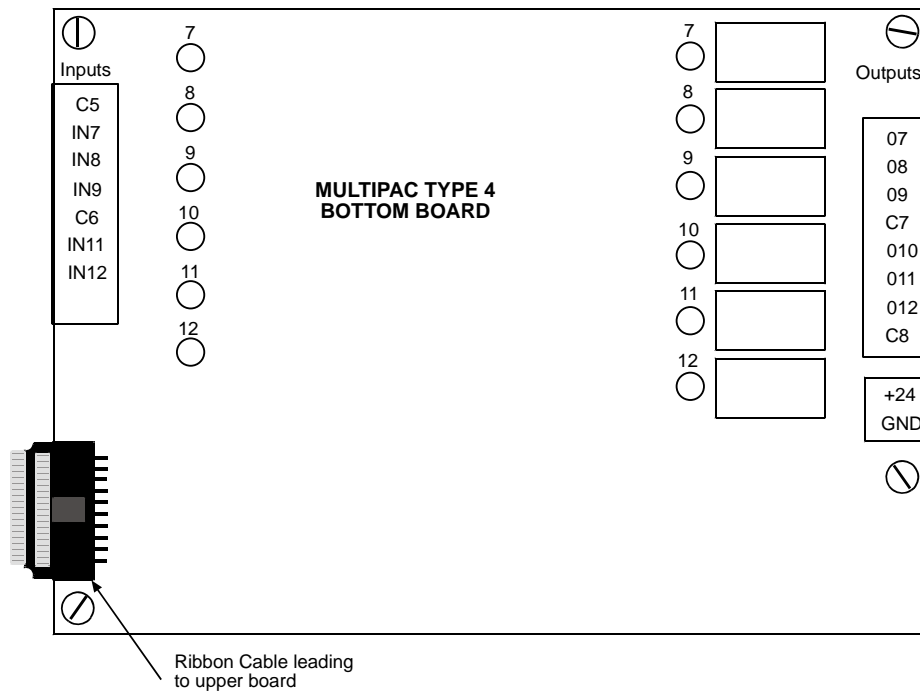 Inputs
C5
IN7
IN8
IN9
C6
IN11
IN12
7
8
9
10
11
12
MULTIPAC TYPE 4
BOTTOM BOARD
7
8
9
10
11
12
Outputs
07
08
09
C7
010
011
012
C8
+24
GND
Ribbon Cable leading
to upper board